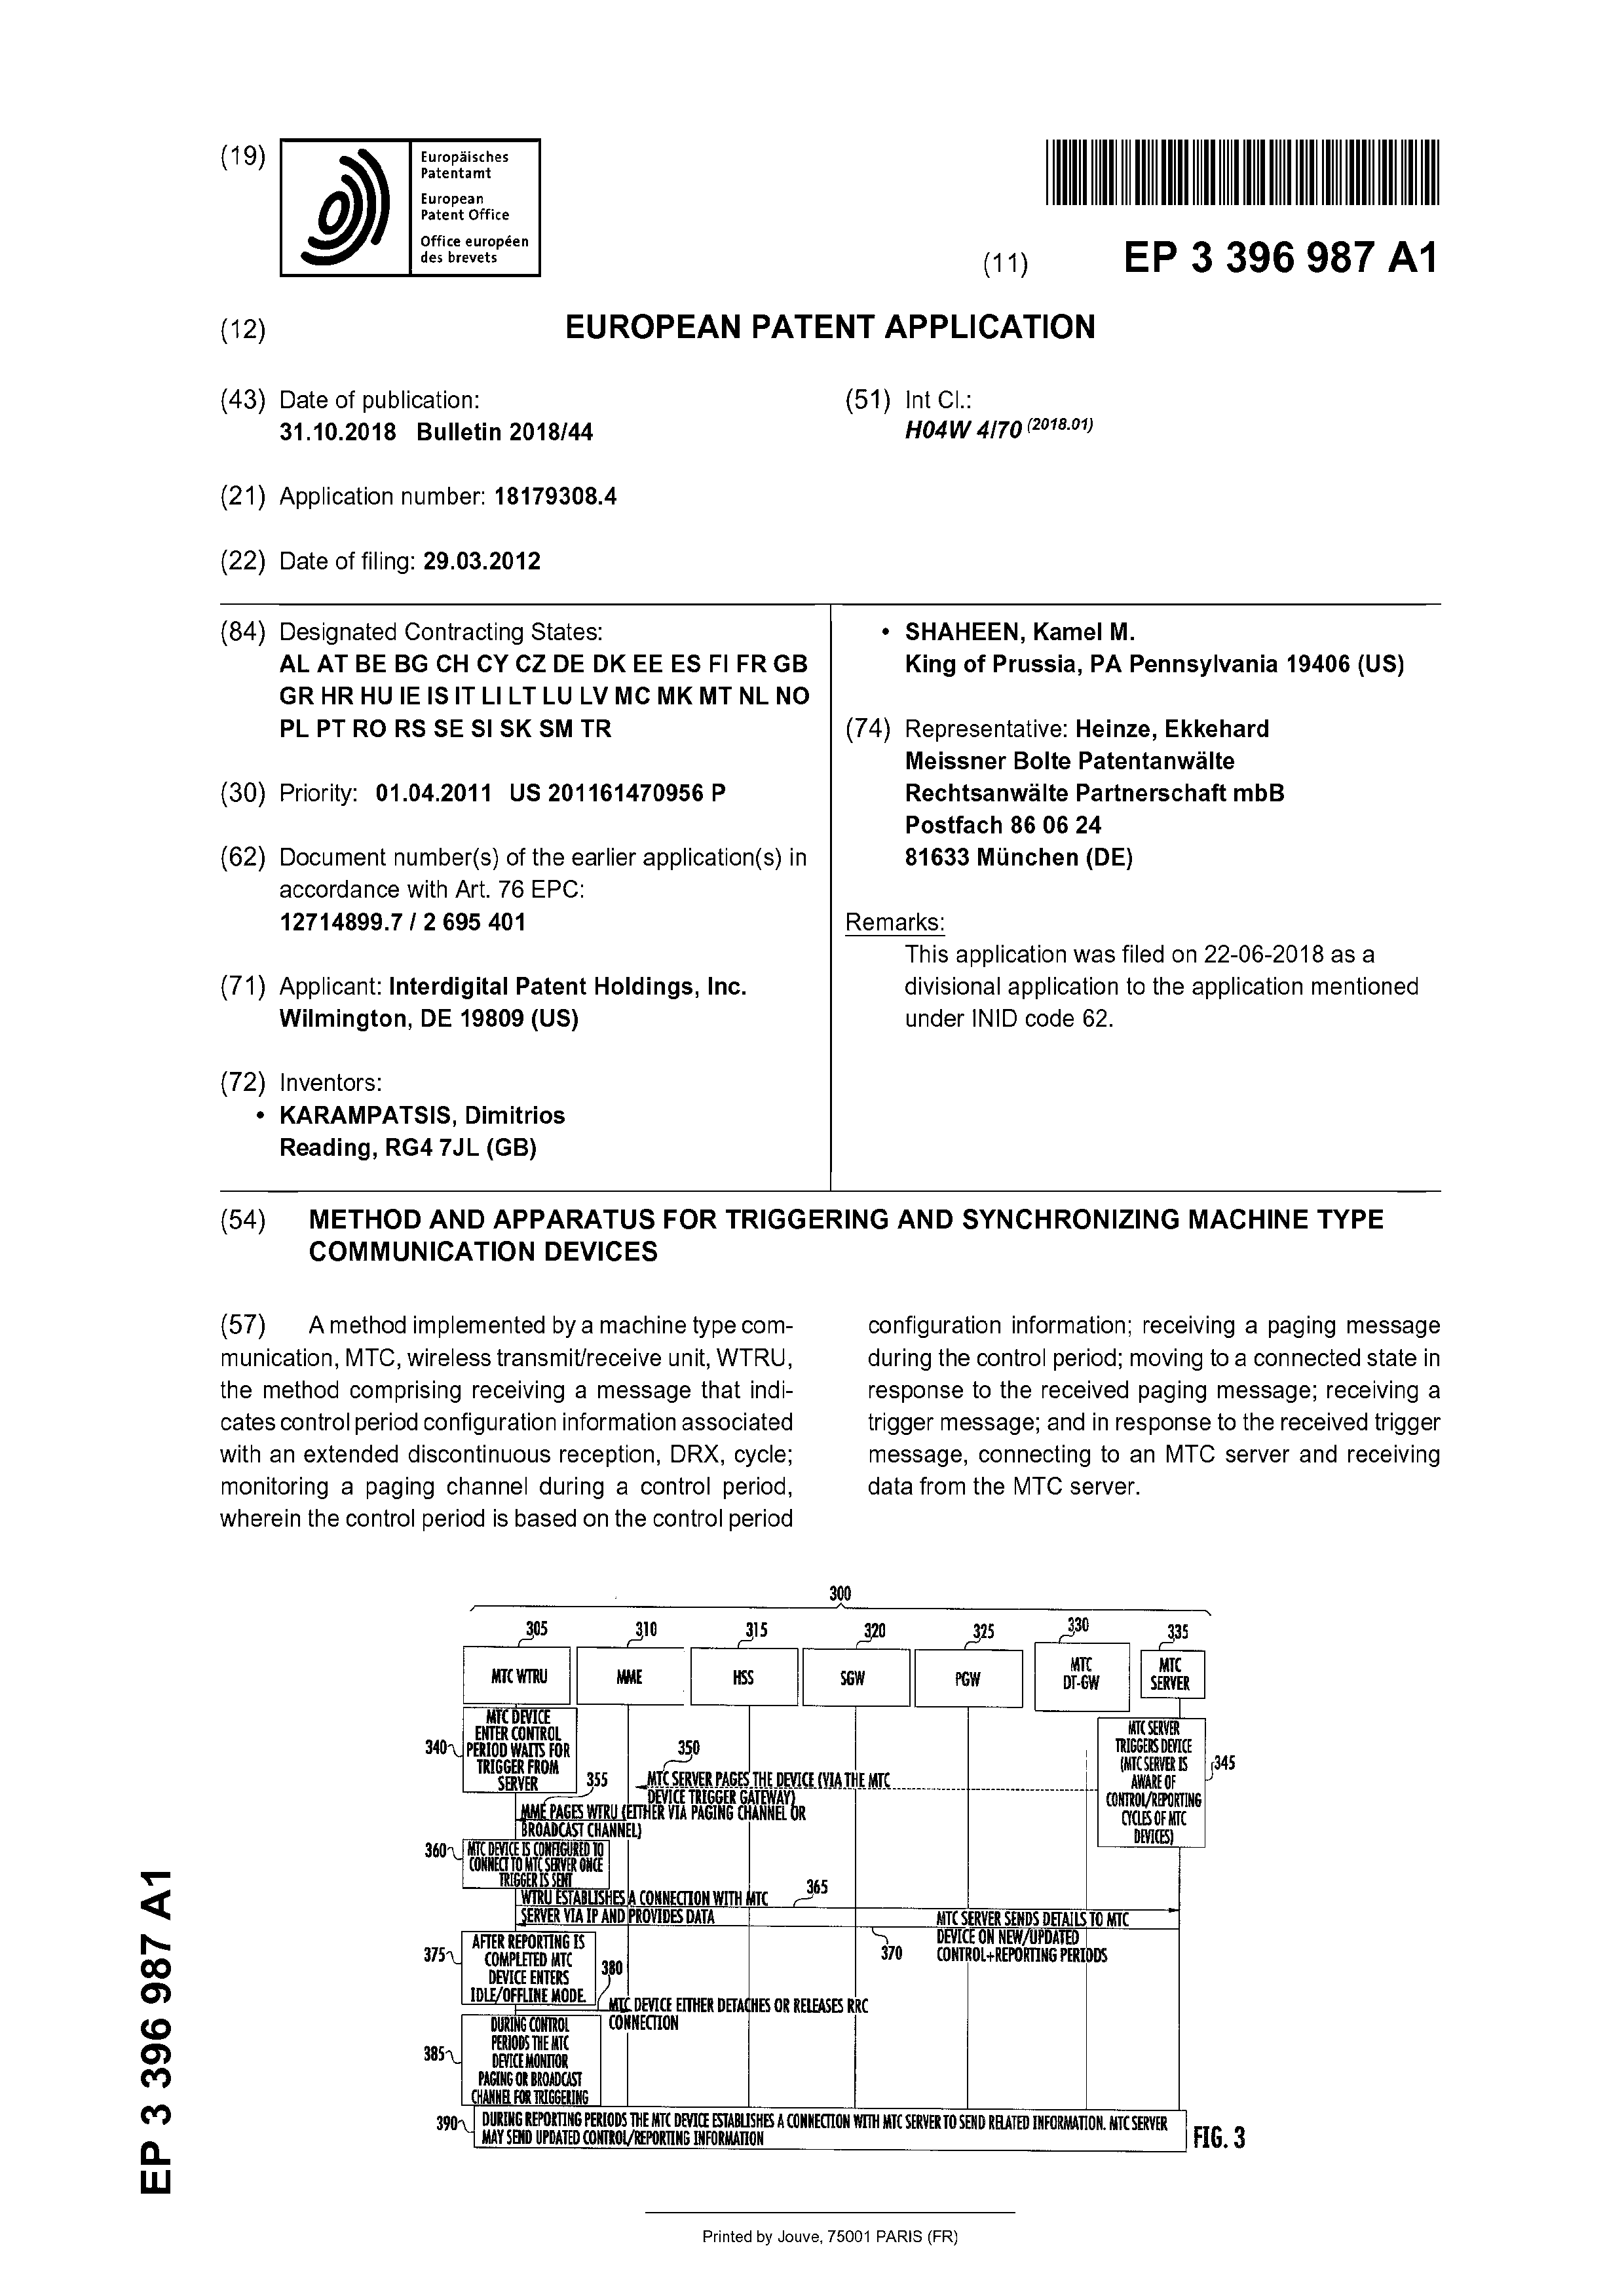 (19)
Europäisches
Patentamt
European
Patent Office
Office européen
des brevets
(11) EP 3 396 987 A1
(12) EUROPEAN PATENT APPLICATION
(43) Date of publication:
31.10.2018 Bulletin 2018/44
(51) Int Cl.:
H04W 4/70 (2018.01)
(21) Application number: 18179308.4
(22) Date of filing: 29.03.2012
(84) Designated Contracting States:
AL AT BE BG CH CY CZ DE DK EE ES FI FR GB
GR HR HU IE IS IT LI LT LU LV MC MK MT NL NO
PL PT RO RS SE SI SK SM TR
(30) Priority: 01.04.2011 US 201161470956 P
(62) Document number(s) of the earlier application(s) in
accordance with Art. 76 EPC:
12714899.7 / 2 695 401
(71) Applicant: Interdigital Patent Holdings, Inc.
Wilmington, DE 19809 (US)
(72) Inventors:
• KARAMPATSIS, Dimitrios
Reading, RG4 7JL (GB)
• SHAHEEN, Kamel M.
King of Prussia, PA Pennsylvania 19406 (US)
(74) Representative: Heinze, Ekkehard
Meissner Bolte Patentanwälte
Rechtsanwälte Partnerschaft mbB
Postfach 86 06 24
81633 München (DE)
Remarks:
This application was filed on 22-06-2018 as a
divisional application to the application mentioned
under INID code 62.
(54) METHOD AND APPARATUS FOR TRIGGERING AND SYNCHRONIZING MACHINE TYPE
COMMUNICATION DEVICES
(57) A method implemented by a machine type com-
munication, MTC, wireless transmit/receive unit, WTRU,
the method comprising receiving a message that indi-
cates control period configuration information associated
with an extended discontinuous reception, DRX, cycle;
monitoring a paging channel during a control period,
wherein the control period is based on the control period
configuration information; receiving a paging message
during the control period; moving to a connected state in
response to the received paging message; receiving a
trigger message; and in response to the received trigger
message, connecting to an MTC server and receiving
data from the MTC server.
300
305 310 315 320 325 330 335
MTC WTRU
MME
HSS
SGW
PGW
MTC
DT-GW
MTC
SERVER
340
MTC DEVICE
ENTER CONTROL
PERIOD WAITS FOR
TRIGGER FROM
SERVER
345
MTC SERVER
TRIGGERS DEVICE
(MTC SERVER IS
AWARE OF
CONTROL/REPORTING
CYCLES OF MTC
DEVICES)
350
MTC SERVER PAGES THE DEVICE (VIA THE MTC
DEVICE TRIGGER GATEWAY)
355
MME PAGES WTRU (EITHER VIA PAGING CHANNEL OR
BROADCAST CHANNEL)
360
MTC DEVICE IS CONFIGURED TO
CONNECT TO MTC SERVER ONCE
TRIGGER IS SENT
365
WTRU ESTABLISHES A CONNECTION WITH MTC
SERVER VIA IP AND PROVIDES DATA
370
MTC SERVER SENDS DETAILS TO MTC
DEVICE ON NEW/UPDATED
CONTROL+REPORTING PERIODS
375
AFTER REPORTING IS
COMPLETED MTC
DEVICE ENTERS
IDLE/OFFLINE MODE.
380
MTC DEVICE EITHER DETACHES OR RELEASES RRC
CONNECTION
385
DURING CONTROL
PERIODS THE MTC
DEVICE MONITOR
PAGING OR BROADCAST
CHANNEL FOR TRIGGERING
390
DURING REPORTING PERIODS THE MTC DEVICE ESTABLISHES A CONNECTION WITH MTC SERVER TO SEND RELATED INFORMATION. MTC SERVER
MAY SEND UPDATED CONTROL/REPORTING INFORMATION
FIG. 3
EP 3 396 987 A1
Printed by Jouve, 75001 PARIS (FR)